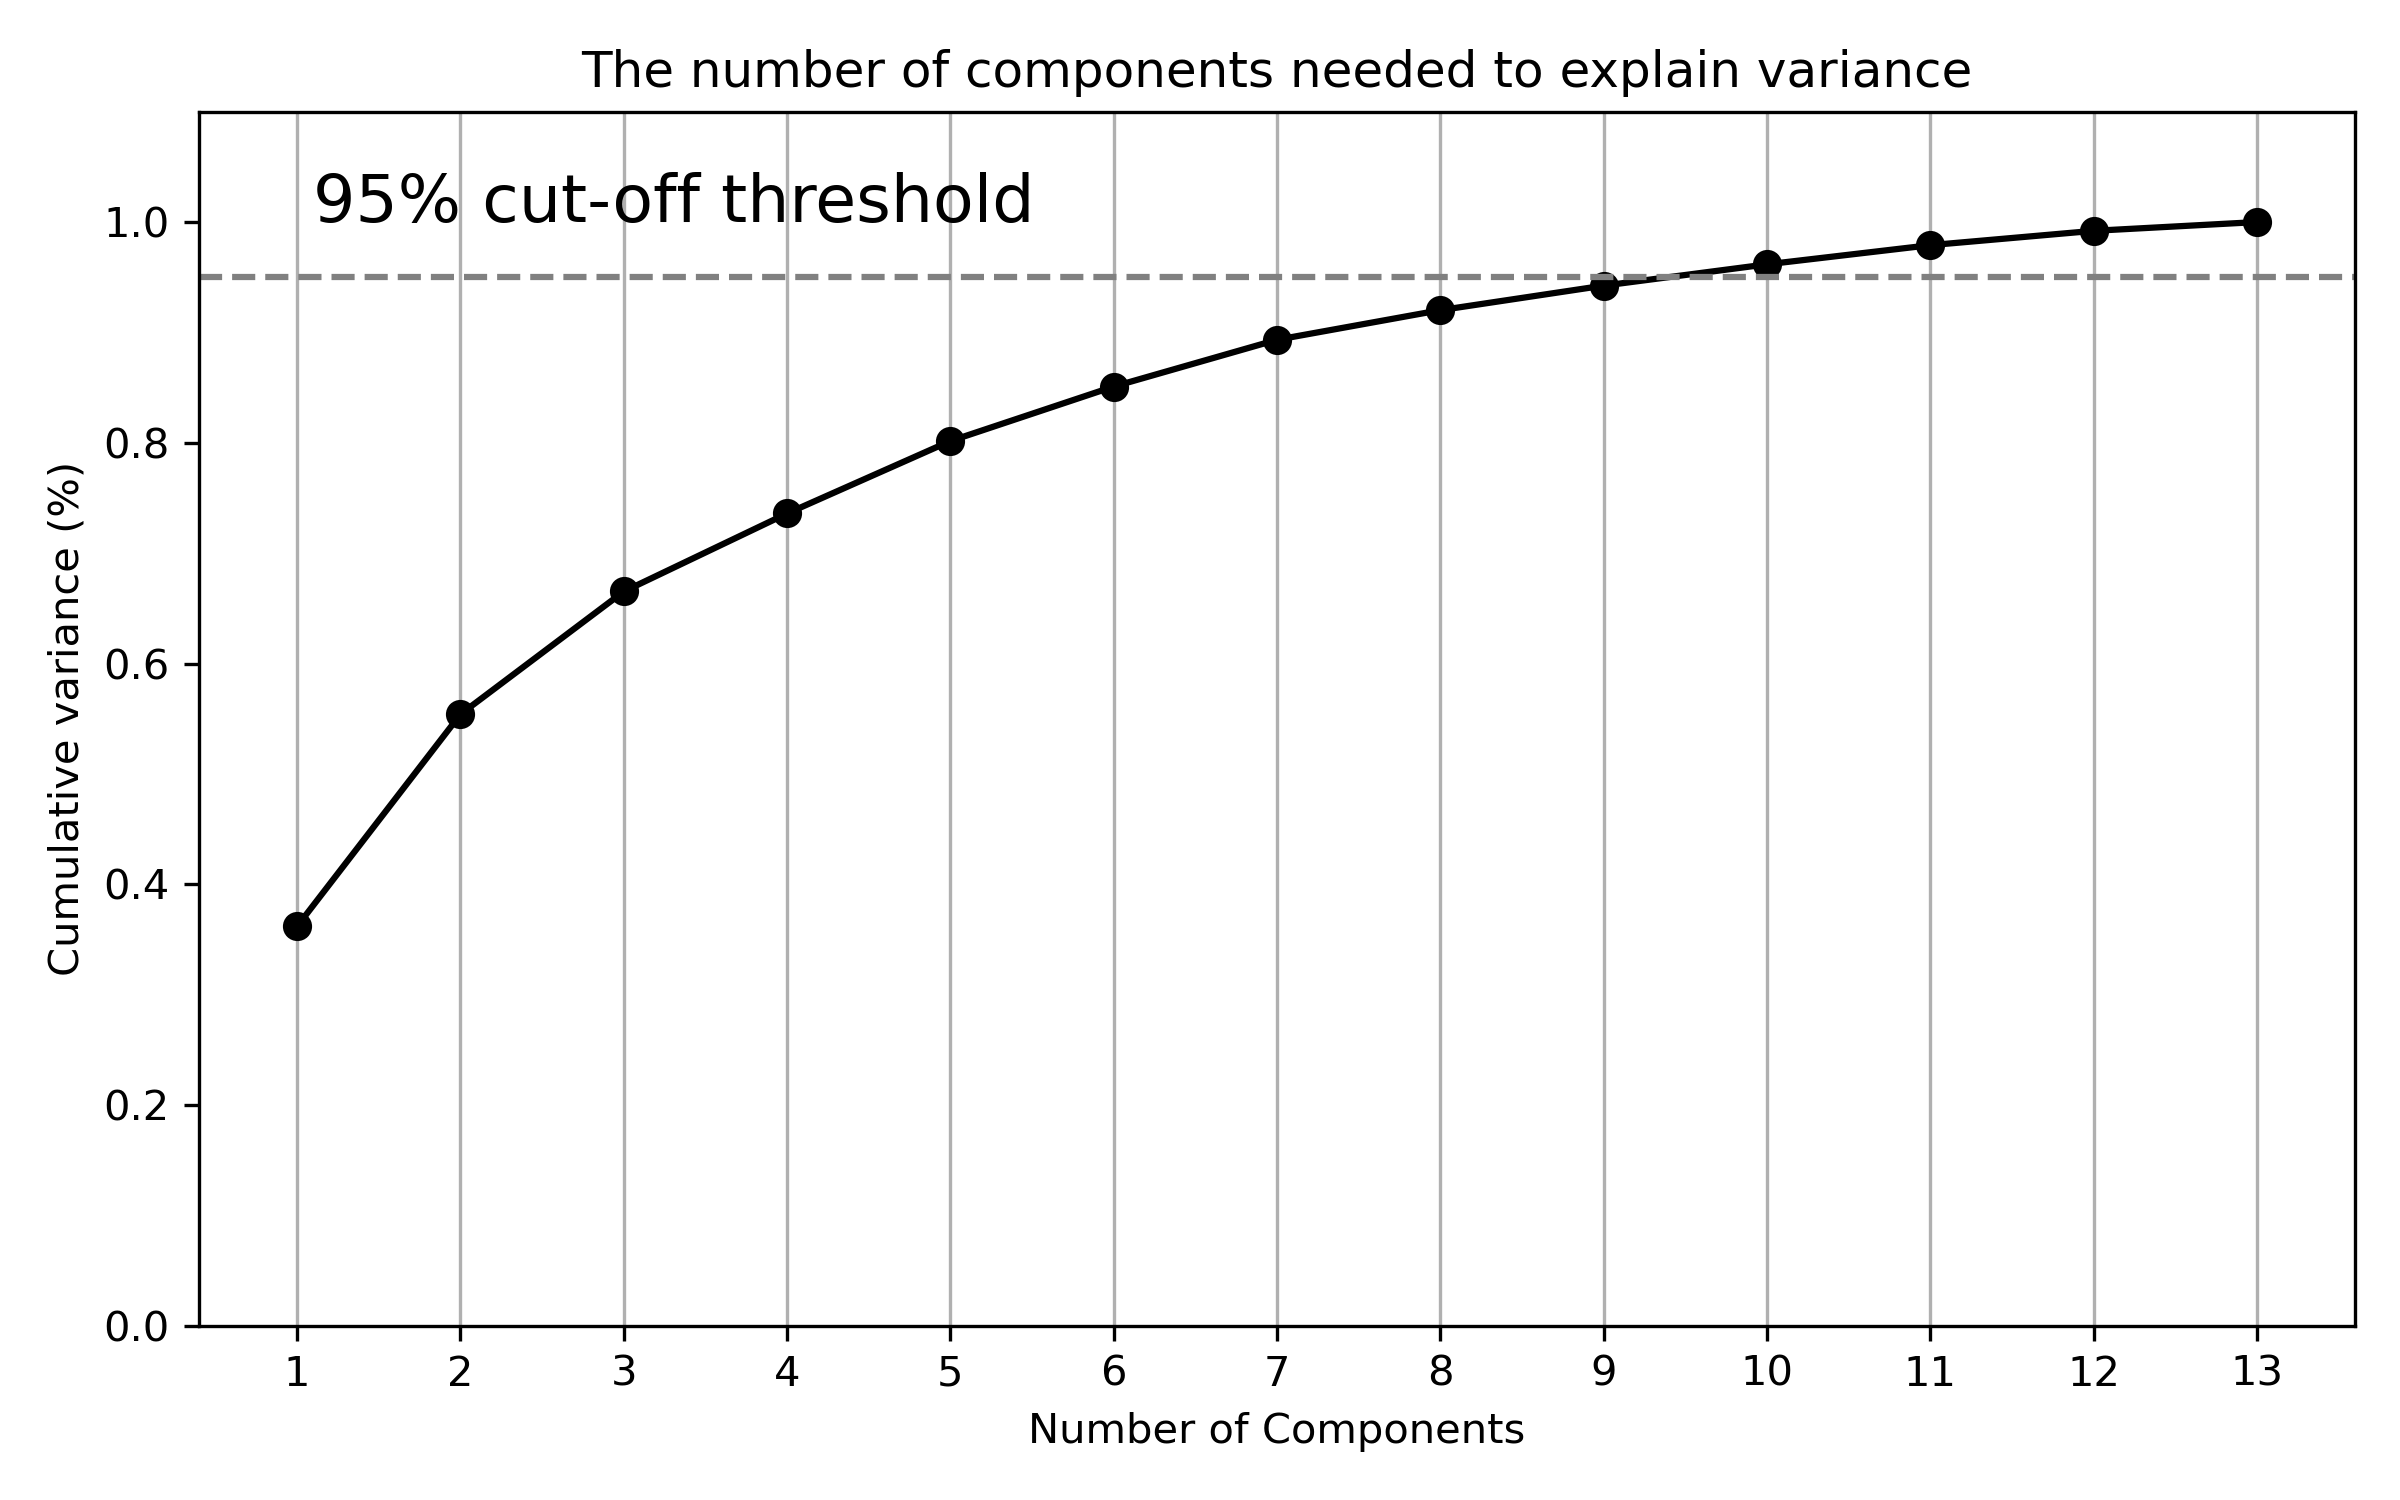 The number of components needed to explain variance
95% cut-off threshold
Cumulative variance (%)
1.0
0.8
0.6
0.4
0.2
0.0
1 2 3 4 5 6 7 8 9 10 11 12 13
Number of Components